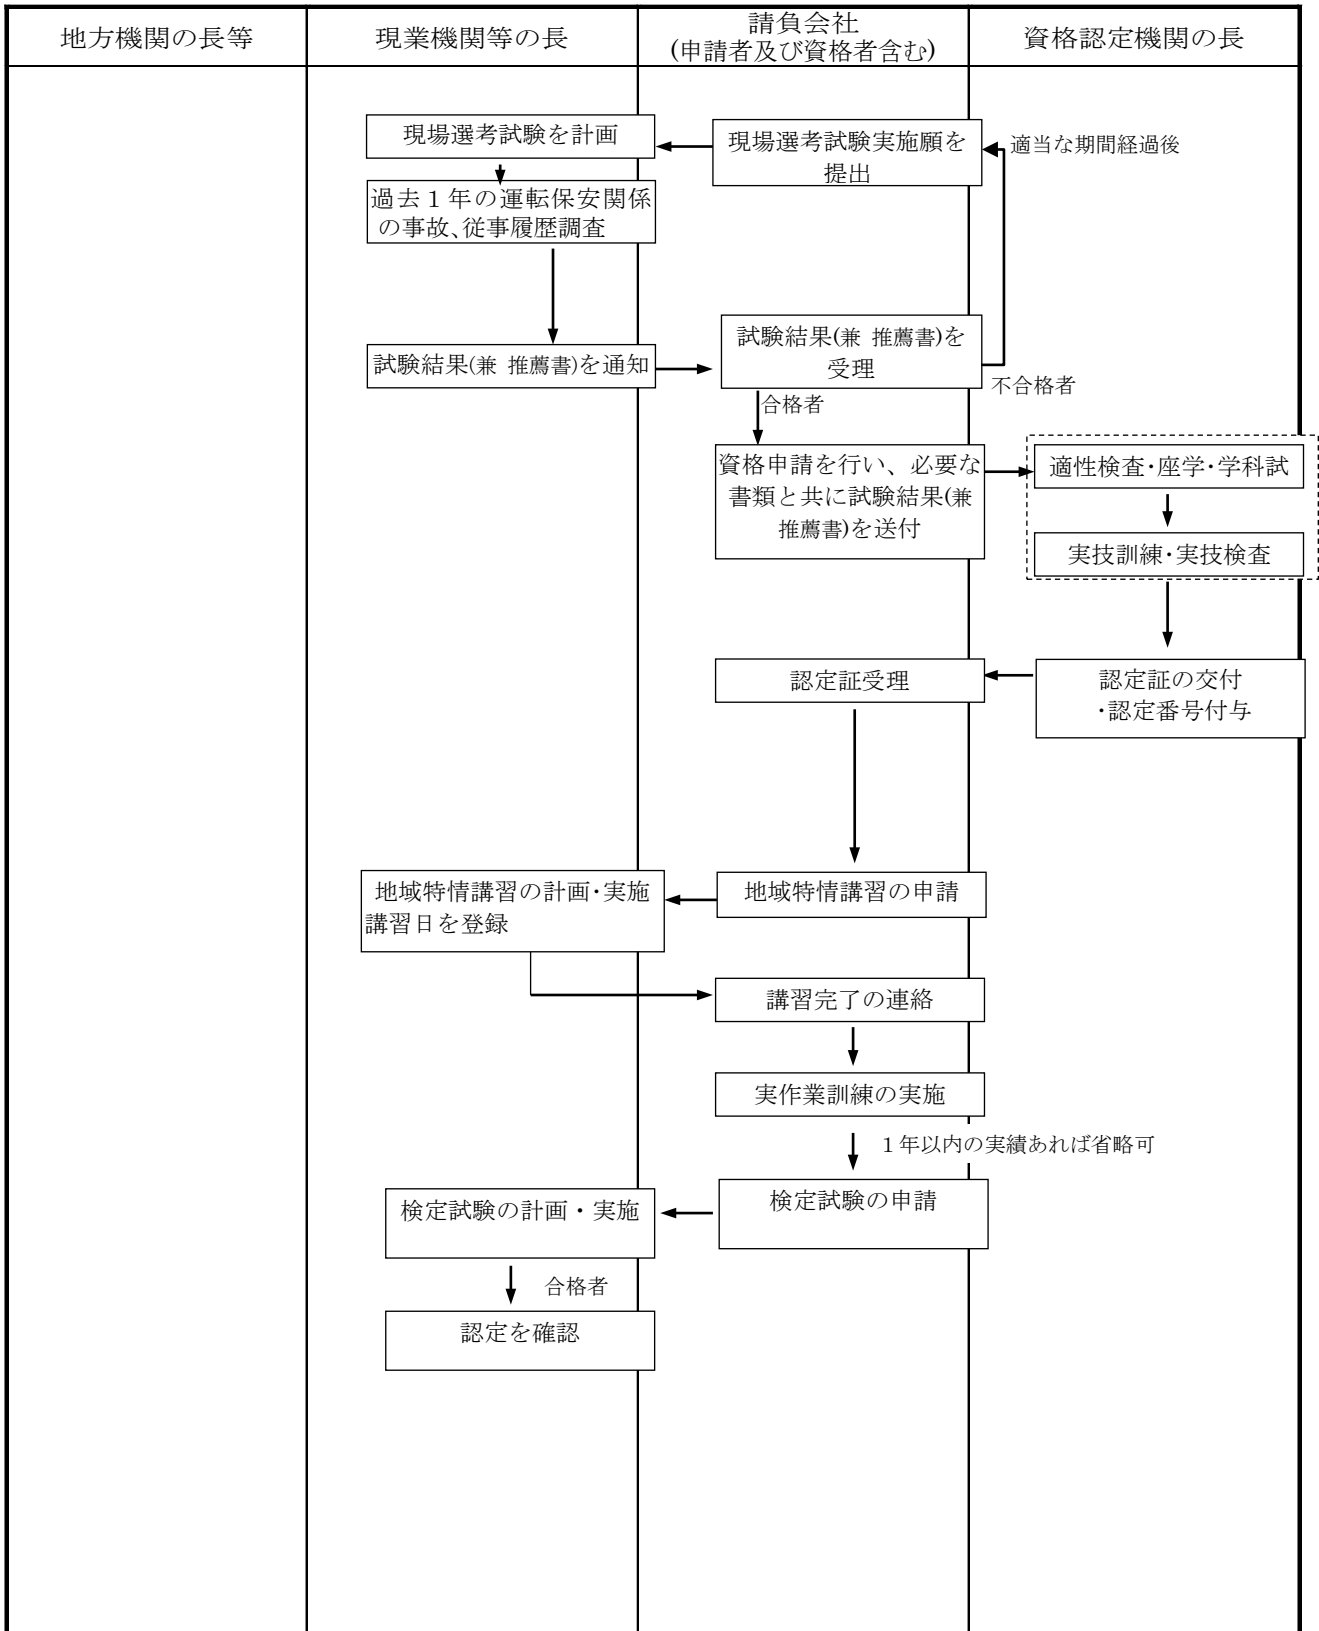 地方機関の長等
現業機関等の長
請負会社
(申請者及び資格者含む)
資格認定機関の長
現場選考試験を計画
現場選考試験実施願を
提出
適当な期間経過後
過去１年の運転保安関係
の事故、従事履歴調査
試験結果(兼 推薦書)を通知
試験結果(兼 推薦書)を
受理
不合格者
合格者
資格申請を行い、必要な
書類と共に試験結果(兼
推薦書)を送付
適性検査・座学・学科試
実技訓練・実技検査
認定証受理
認定証の交付
・認定番号付与
地域特情講習の計画・実施
講習日を登録
地域特情講習の申請
講習完了の連絡
実作業訓練の実施
１年以内の実績あれば省略可
検定試験の計画・実施
検定試験の申請
合格者
認定を確認